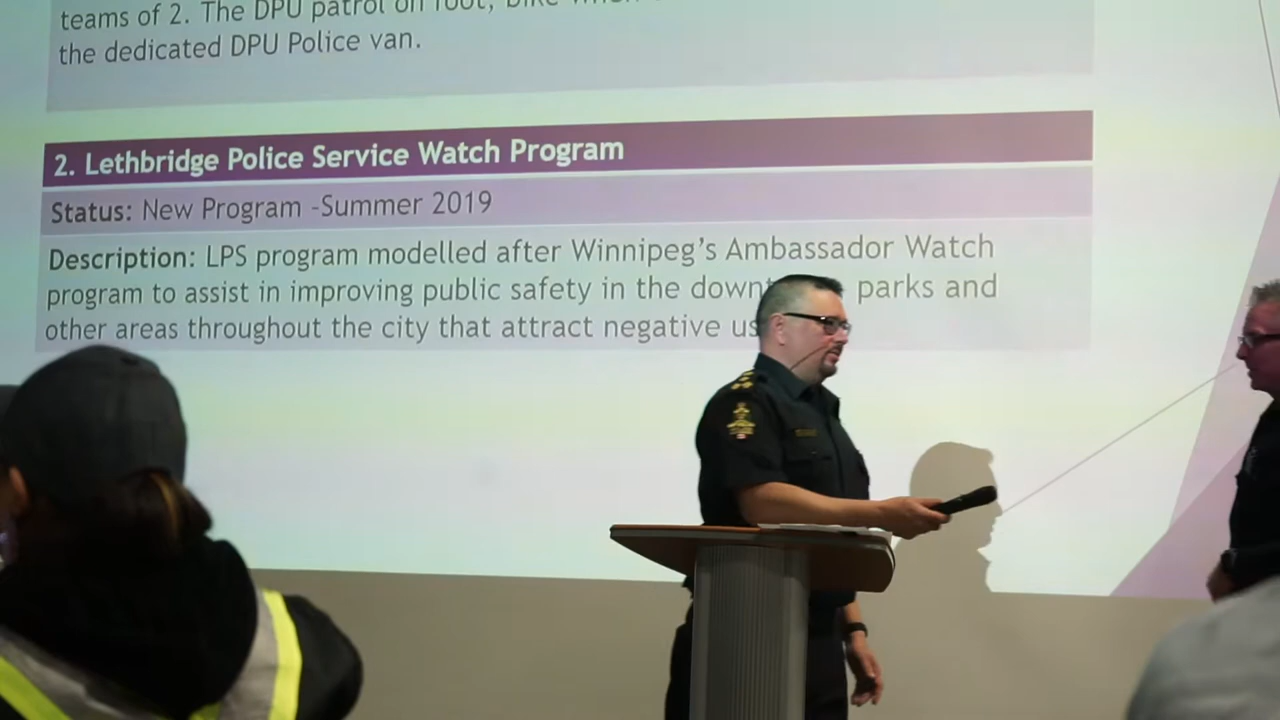 teams of 2. The DPU patrol on foot, bike when
the dedicated DPU Police van.
2. Lethbridge Police Service Watch Program
Status: New Program -Summer 2019
Description: LPS program modelled after Winnipeg's Ambassador Watch
program to assist in improving public safety in the parks and
other areas throughout the city that attract negative